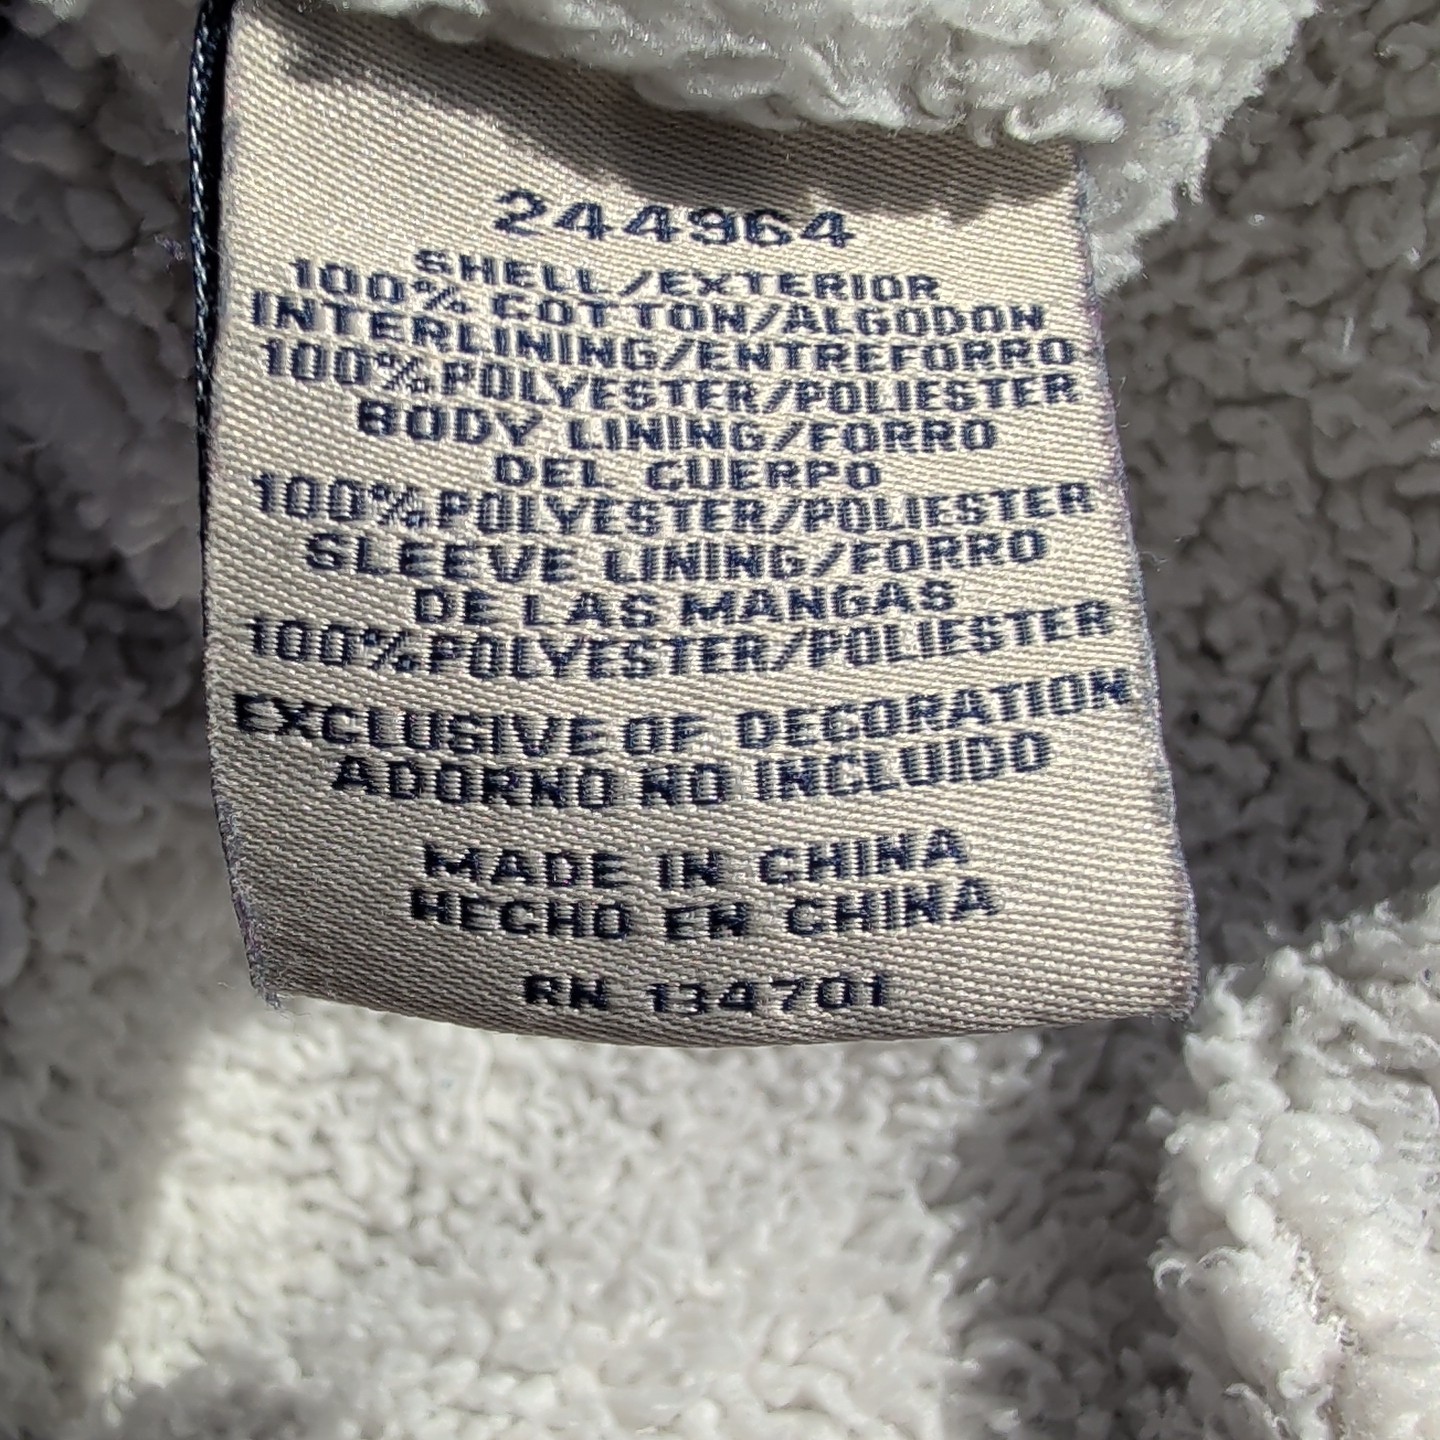 244964
SHELL/EXTERIOR
100% COTTON/ALGODON
INTERLINING/ENTREFORRO
100%POLYESTER/POLIESTER
BODY LINING/FORRO
DEL CUERPO
100%POLYESTER/POLIESTER
SLEEVE LINING/FORRO
DE LAS MANGAS
100%POLYESTER/POLIESTER
EXCLUSIVE OF DECORATION
ADORNO NO INCLUIDO
MADE IN CHINA
HECHO EN CHINA
RN 134701